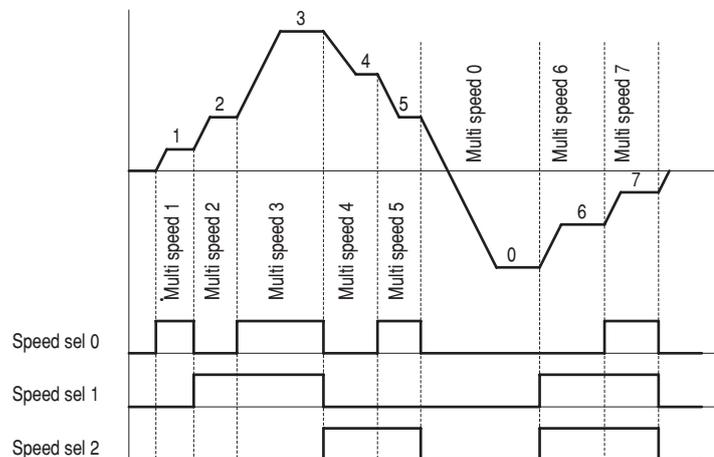 3
4
2
5
1
Multi speed 0
Multi speed 6
Multi speed 7
7
6
0
Multi speed 1
Multi speed 2
Multi speed 3
Multi speed 4
Multi speed 5
Speed sel 0
Speed sel 1
Speed sel 2